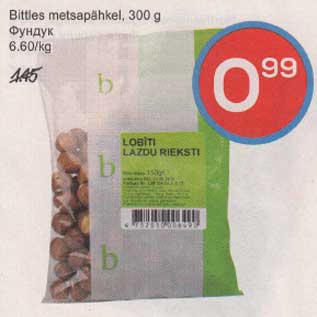 Bittles metsapähkel, 300 g
Фундук
6.60/kg
1.45
0 99
b
b
LOBĪTI
LAZDU RIEKSTI
b